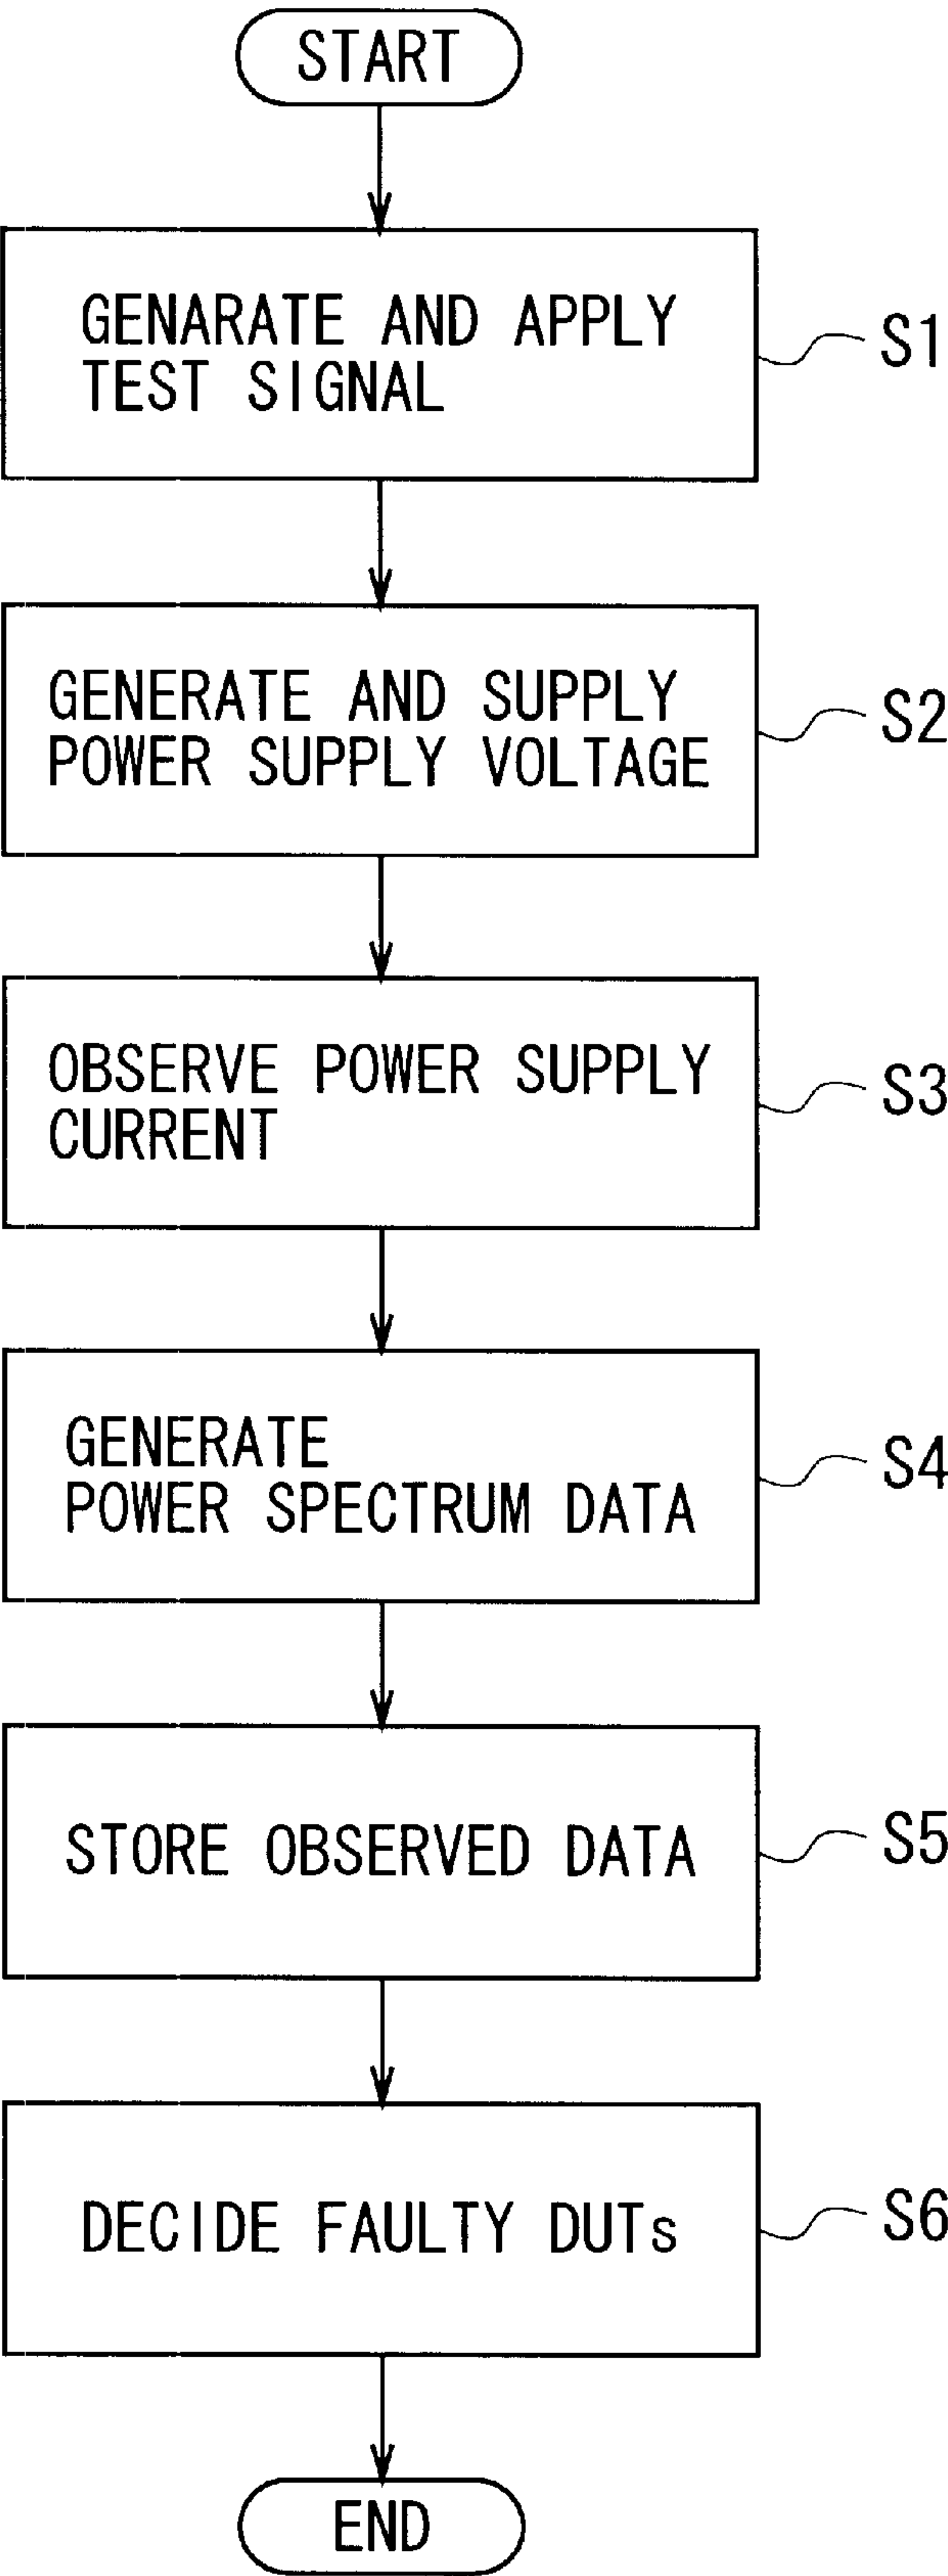 START
GENARATE AND APPLY
TEST SIGNAL
S1
GENERATE AND SUPPLY
POWER SUPPLY VOLTAGE
S2
OBSERVE POWER SUPPLY
CURRENT
S3
GENERATE
POWER SPECTRUM DATA
S4
STORE OBSERVED DATA
S5
DECIDE FAULTY DUTs
S6
END